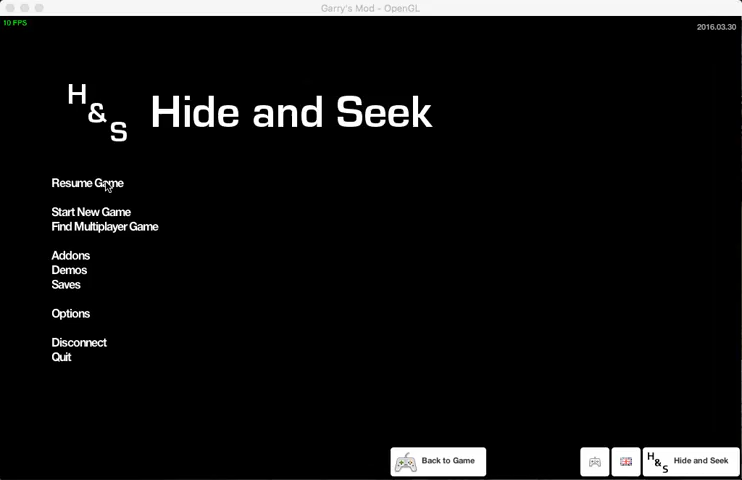 Garry's Mod - OpenGL
10 FPS
2016.03.30
H
&
S
Hide and Seek
Resume Game
Start New Game
Find Multiplayer Game
Addons
Demos
Saves
Options
Disconnect
Quit
Back to Game
H
&
S
Hide and Seek